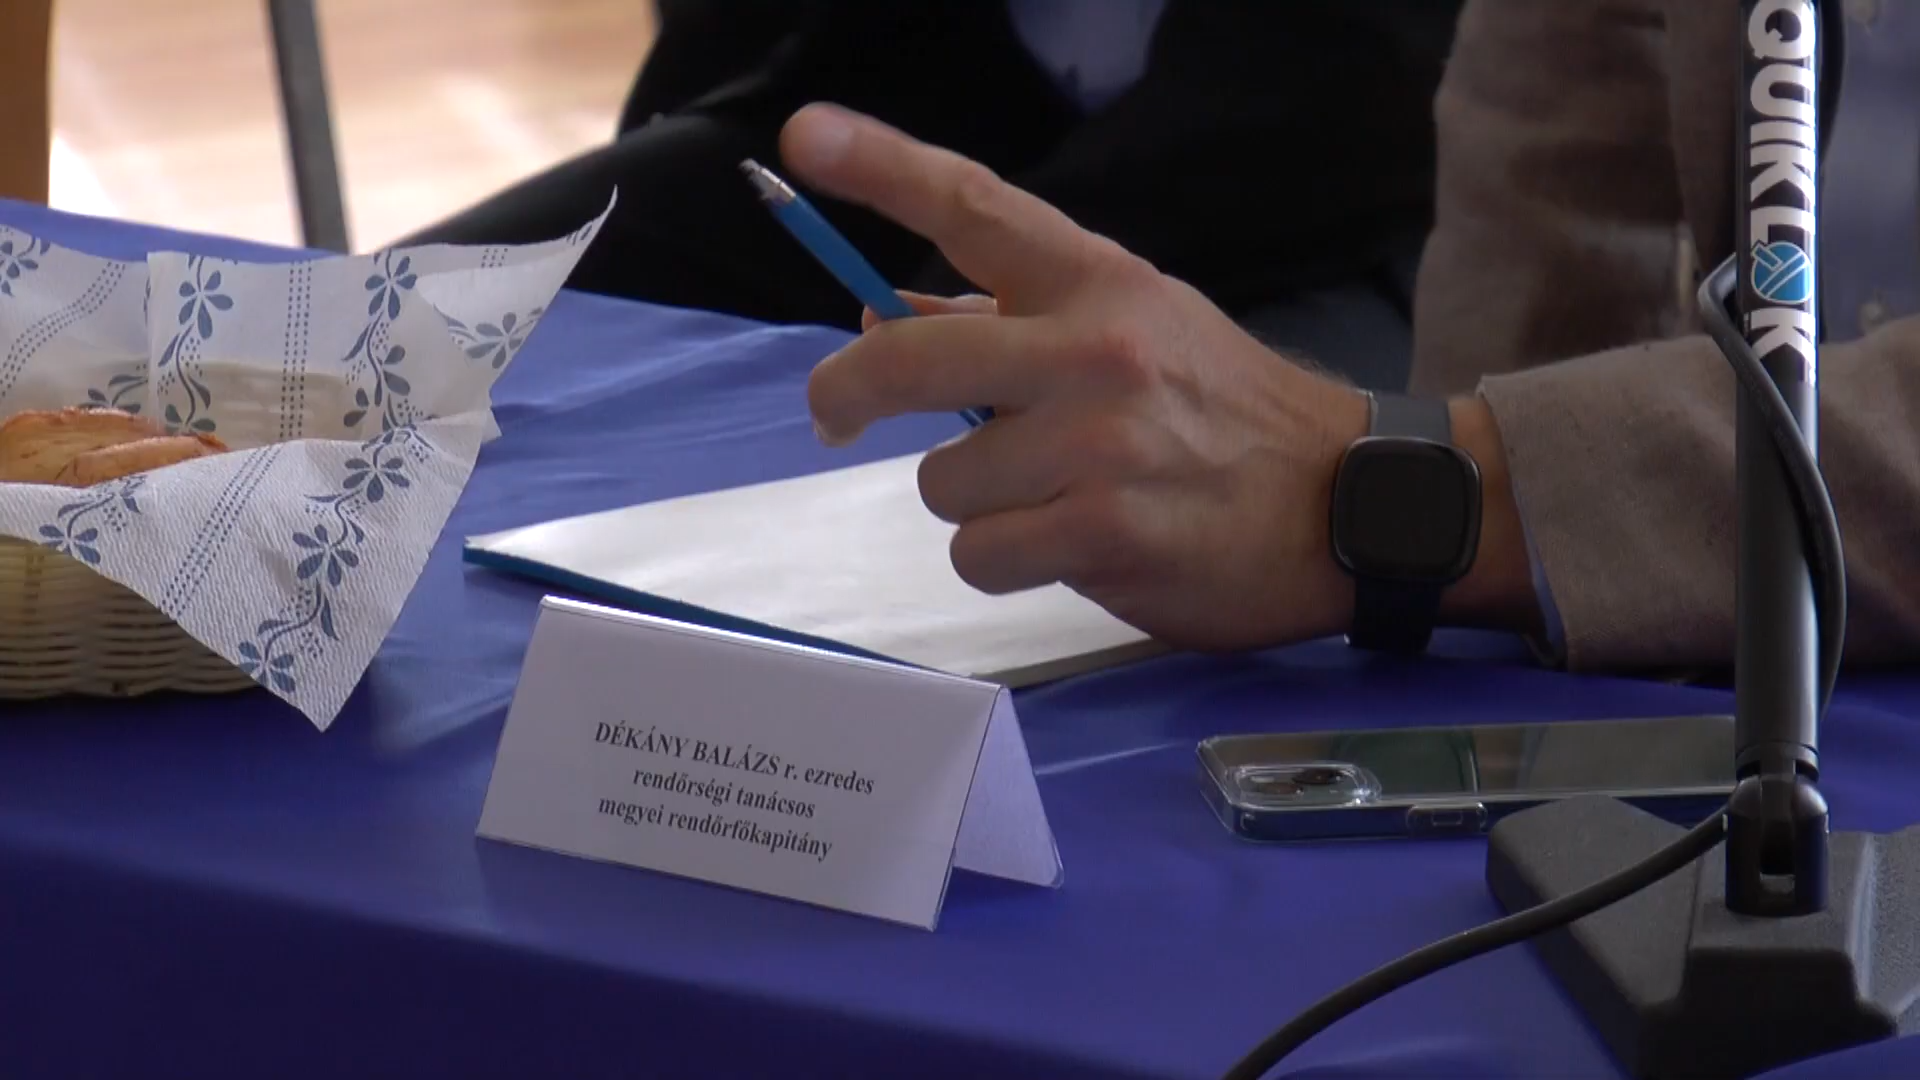 QUIKLOK
DÉKÁNY BALÁZS r. ezredes
rendőrségi tanácsos
megyei rendőrfőkapitány